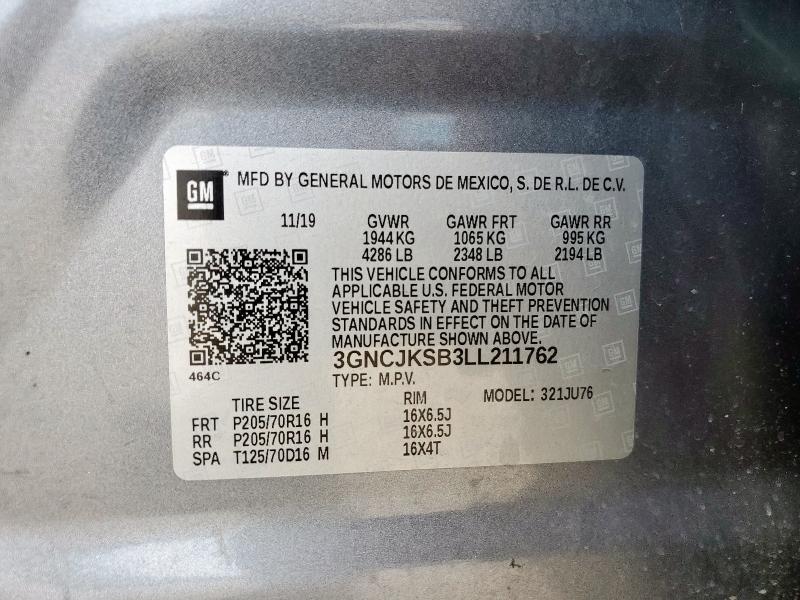 GM
MFD BY GENERAL MOTORS DE MEXICO, S. DE R.L. DE C.V.
11/19 GVWR GAWR FRT GAWR RR
1944 KG 1065 KG 995 KG
4286 LB 2348 LB 2194 LB
THIS VEHICLE CONFORMS TO ALL
APPLICABLE U.S. FEDERAL MOTOR
VEHICLE SAFETY AND THEFT PREVENTION
STANDARDS IN EFFECT ON THE DATE OF
MANUFACTURE SHOWN ABOVE.
3GNCJKSB3LL211762
464C
TYPE: M.P.V.
TIRE SIZE RIM MODEL: 321JU76
FRT P205/70R16 H 16X6.5J
RR P205/70R16 H 16X6.5J
SPA T125/70D16 M 16X4T